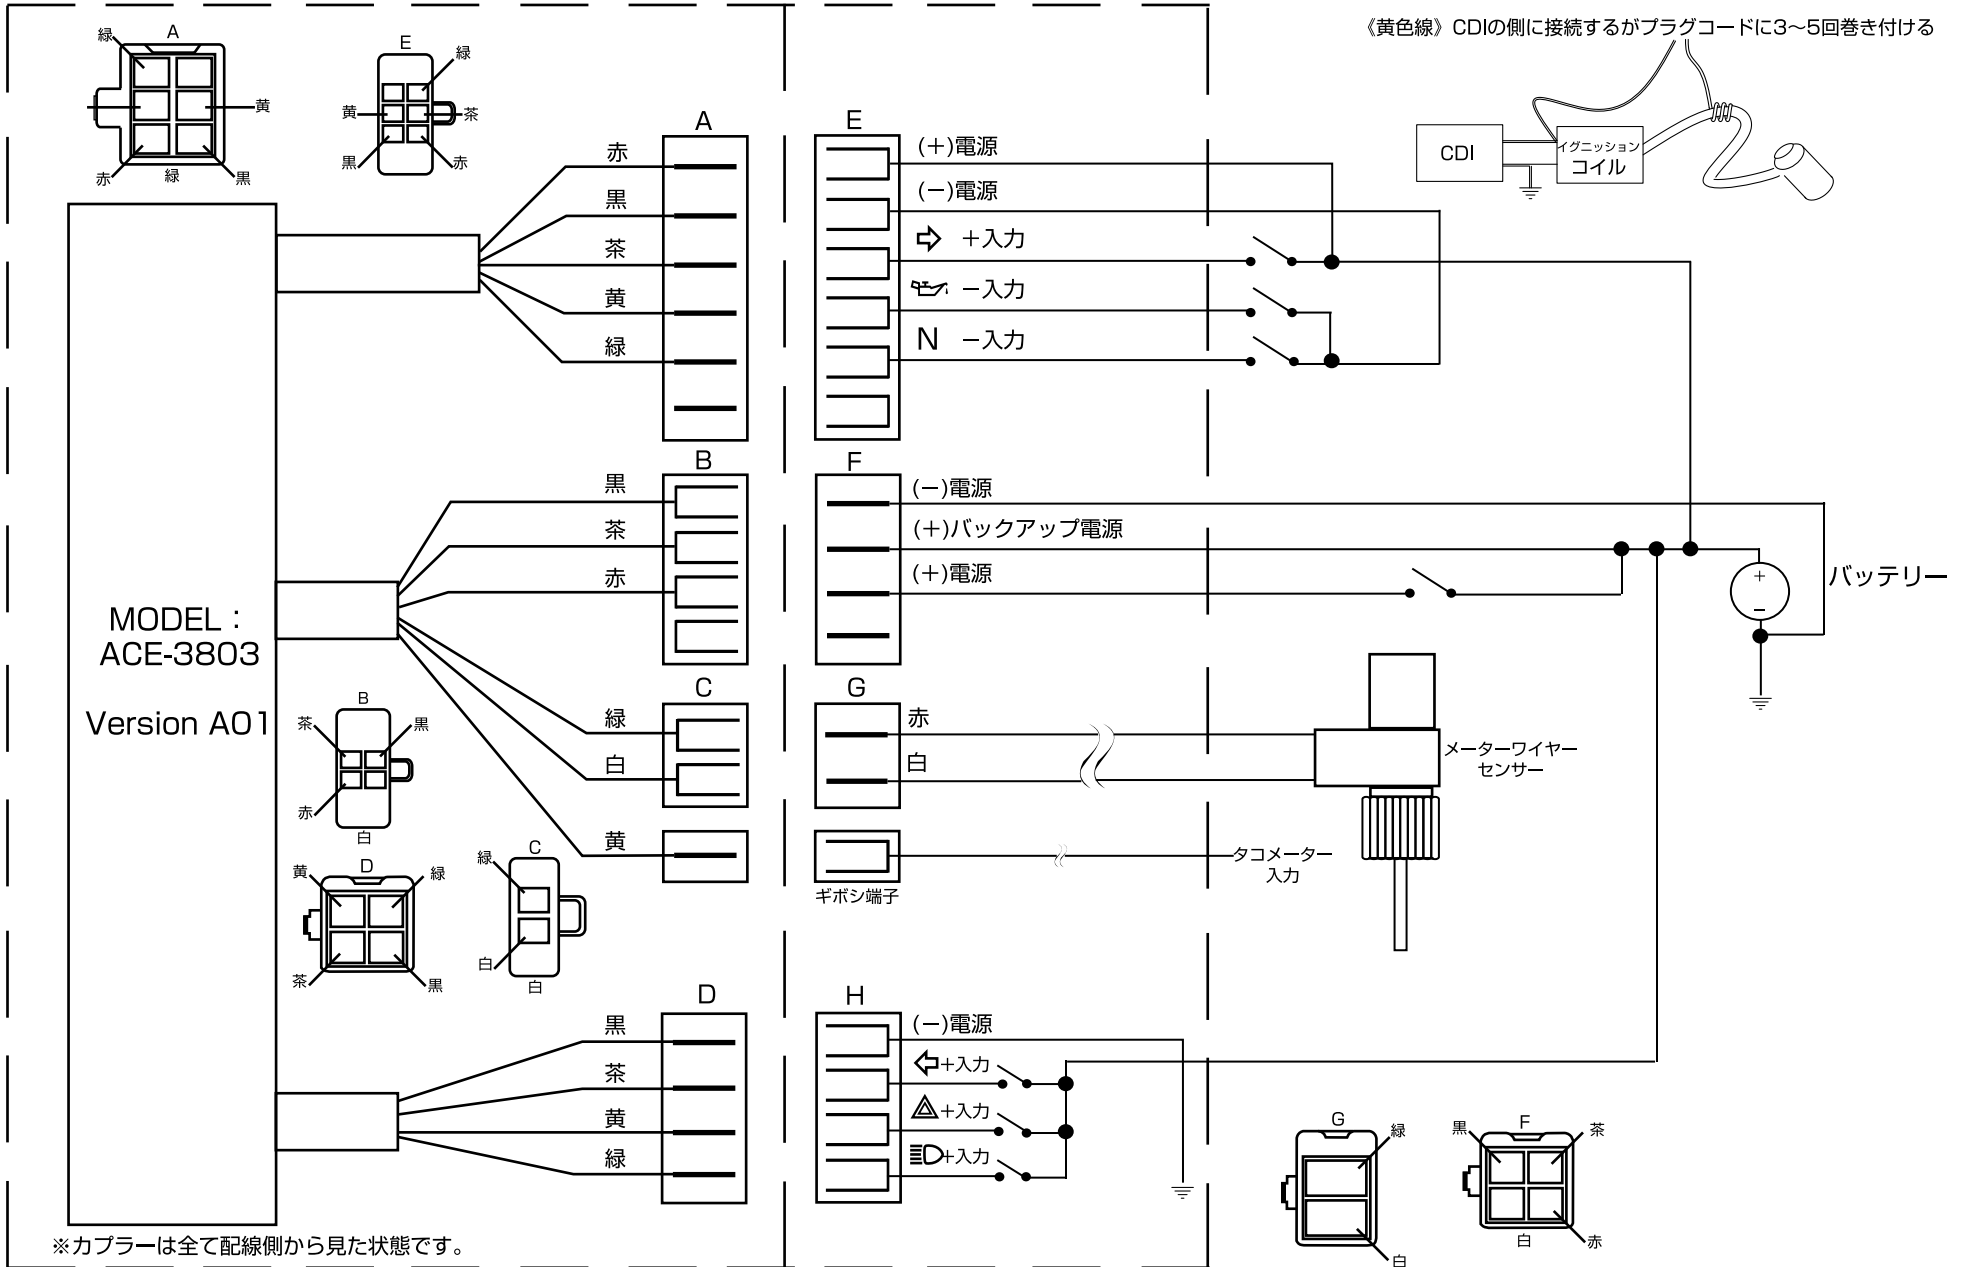 《黄色線》CDIの側に接続するがプラグコードに3〜5回巻き付ける
A
緑
黄
赤
緑
黒
E
緑
黄
茶
黒
赤
CDI
イグニッション
コイル
A
赤
黒
茶
黄
緑
E
(+)電源
(−)電源
+入力
−入力
N −入力
B
黒
茶
赤
F
(−)電源
(+)バックアップ電源
(+)電源
+
−
バッテリー
MODEL :
ACE-3803
Version A01
C
緑
白
黄
G
赤
白
メーターワイヤー
センサー
タコメーター
入力
ギボシ端子
B
茶
黒
赤
白
D
黄
緑
茶
黒
C
緑
白
白
D
黒
茶
黄
緑
H
(−)電源
+入力
+入力
+入力
G
緑
白
F
黒
茶
白
赤
※カプラーは全て配線側から見た状態です。